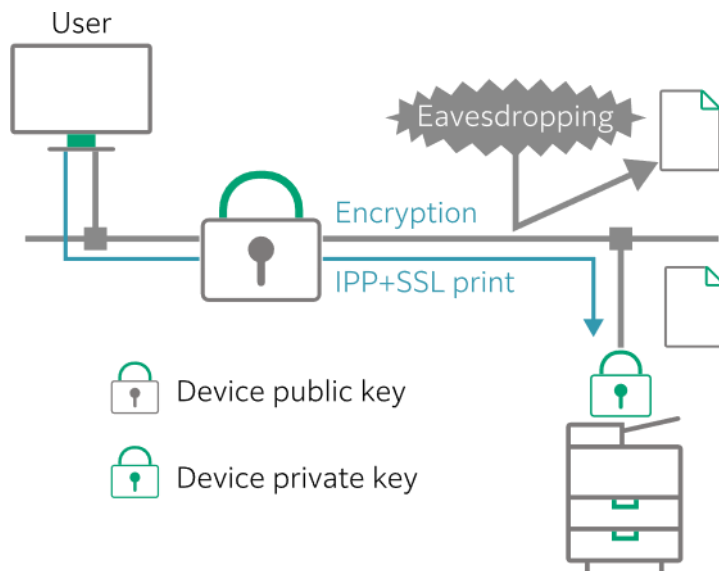 User
Eavesdropping
Encryption
IPP+SSL print
Device public key
Device private key